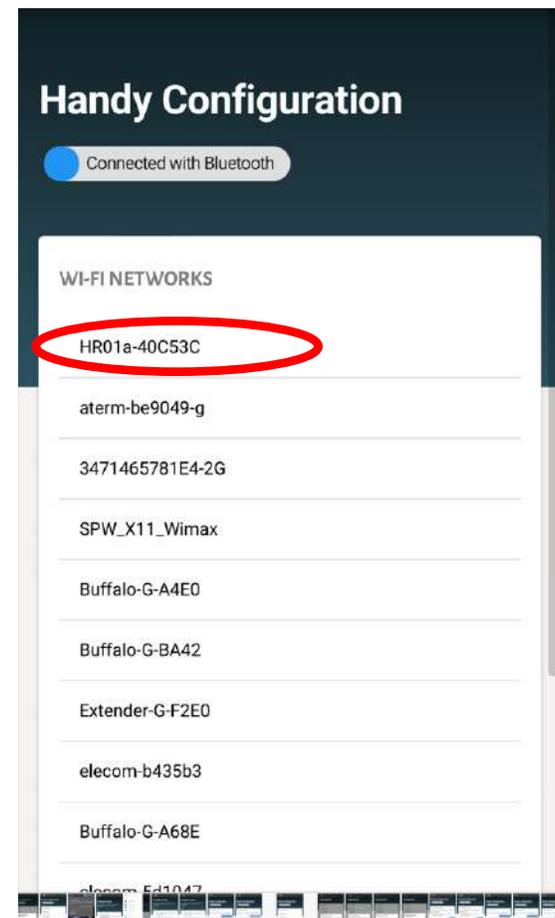 Handy Configuration
Connected with Bluetooth
WI-FI NETWORKS
HR01a-40C53C
aterm-be9049-g
3471465781E4-2G
SPW_X11_Wimax
Buffalo-G-A4E0
Buffalo-G-BA42
Extender-G-F2E0
elecom-b435b3
Buffalo-G-A68E